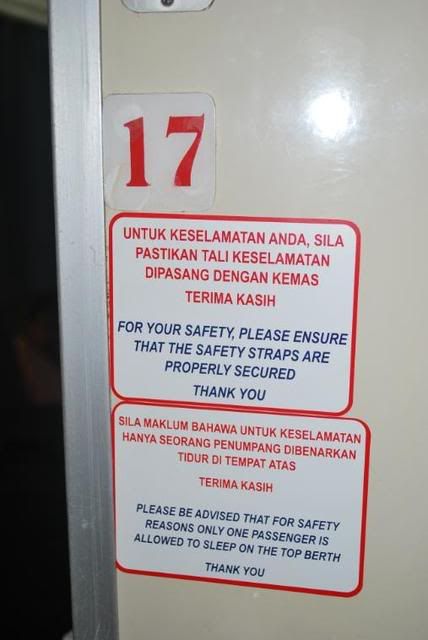 17
UNTUK KESELAMATAN ANDA, SILA
PASTIKAN TALI KESELAMATAN
DIPASANG DENGAN KEMAS
TERIMA KASIH
FOR YOUR SAFETY, PLEASE ENSURE
THAT THE SAFETY STRAPS ARE
PROPERLY SECURED
THANK YOU
SILA MAKLUM BAHAWA UNTUK KESELAMATAN
HANYA SEORANG PENUMPANG DIBENARKAN
TIDUR DI TEMPAT ATAS
TERIMA KASIH
PLEASE BE ADVISED THAT FOR SAFETY
REASONS ONLY ONE PASSENGER IS
ALLOWED TO SLEEP ON THE TOP BERTH
THANK YOU